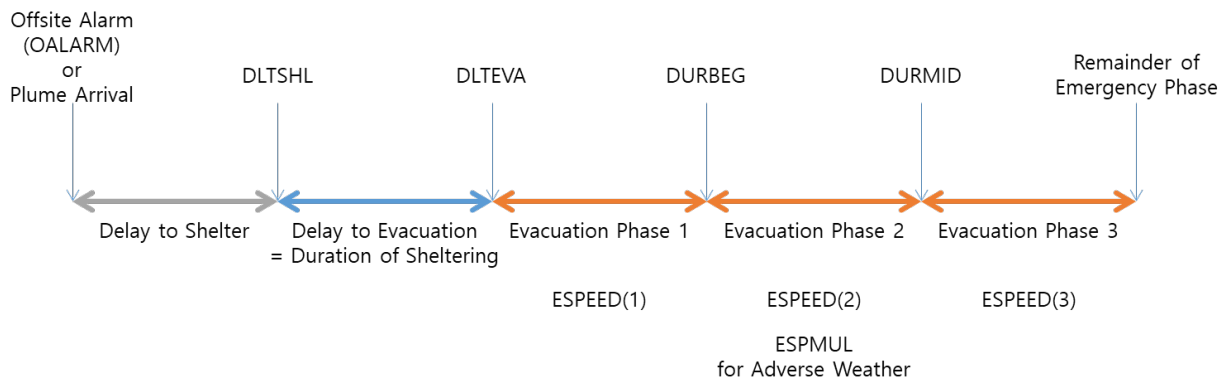 Offsite Alarm
(OALARM)
or
Plume Arrival
DLTSHL
DLTEVA
DURBEG
DURMID
Remainder of
Emergency Phase
Delay to Shelter
Delay to Evacuation
= Duration of Sheltering
Evacuation Phase 1
Evacuation Phase 2
Evacuation Phase 3
ESPEED(1)
ESPEED(2)
ESPEED(3)
ESPMUL
for Adverse Weather